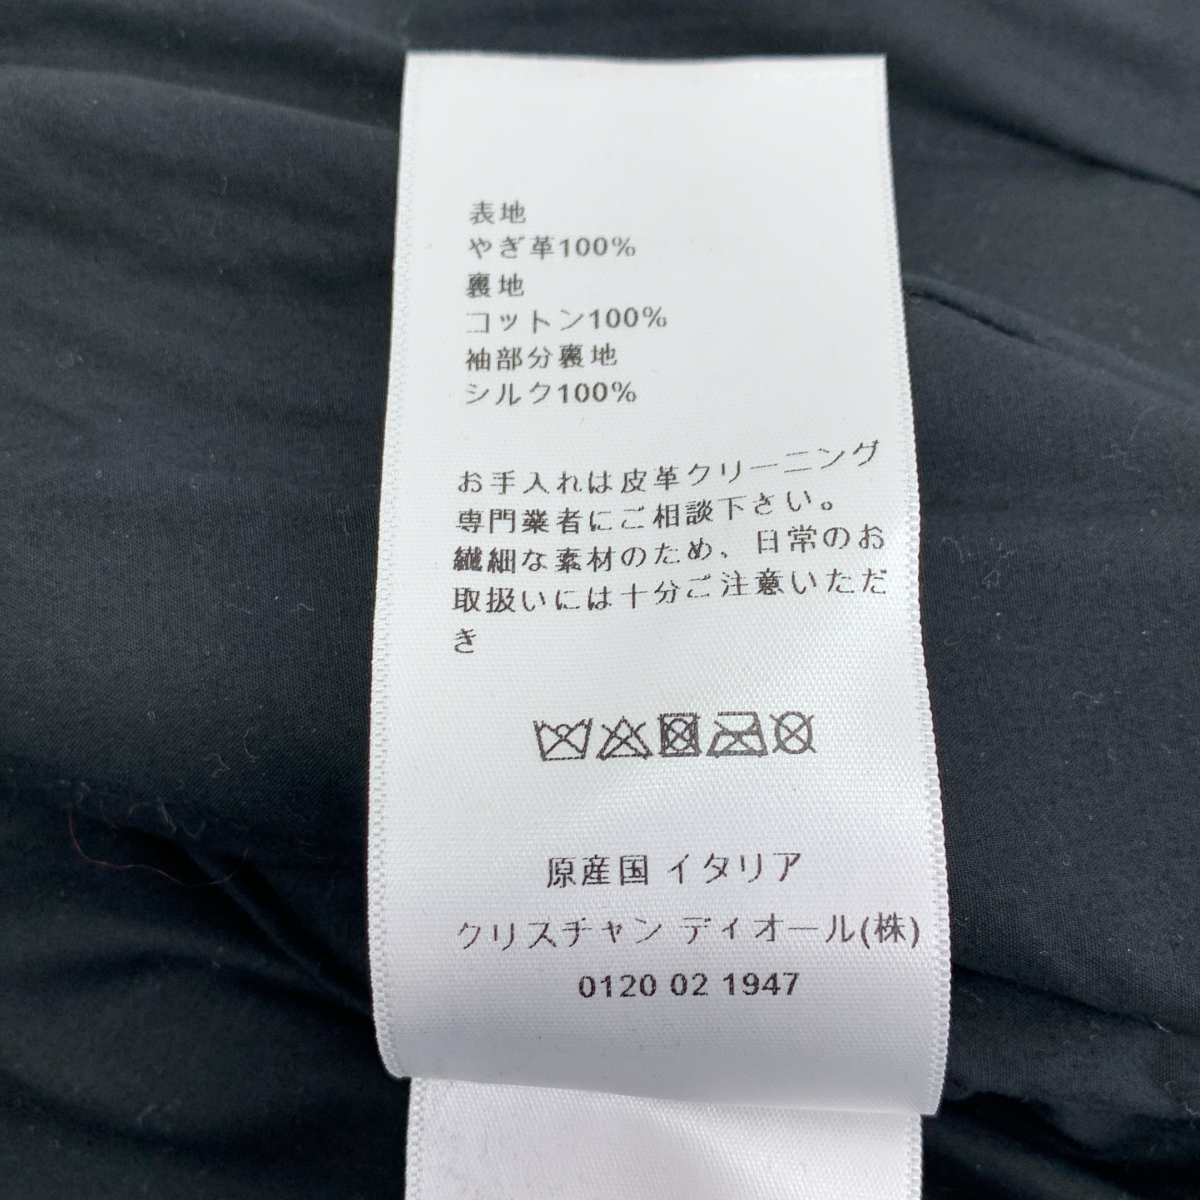 表地
やぎ革100%
裏地
コットン100%
袖部分裏地
シルク100%
お手入れは皮革クリーニング
専門業者にご相談下さい。
繊細な素材のため、日常のお
取扱いには十分ご注意いただ
き
原産国 イタリア
クリスチャン ディオール(株)
0120 02 1947